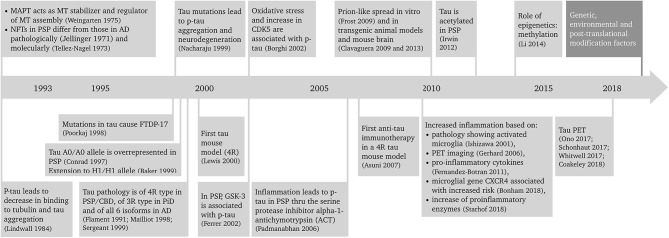 • MAPT acts as MT stabilizer and regulator
of MT assembly (Weingarten 1975)
• NFTs in PSP differ from those in AD
pathologically (Jellinger 1971) and
molecularly (Tellez-Nagel 1973)
Tau mutations lead
to p-tau
aggregation and
neurodegeneration
(Nacharaju 1999)
Oxidative stress and
increase in CDK5 are
associated with p-tau
(Borghi 2002)
Prion-like spread in vitro
(Frost 2009) and in
transgenic animal models
and mouse brain
(Clavaguera 2009 and 2013)
Tau is
acetylated
in PSP
(Irwin
2012)
Role of
epigenetics:
methylation
(Li 2014)
Genetic,
environmental and
post-translational
modification factors
1993
1995
2000
2002
2005
2006
2010
2014
2015
2016
2018
Mutations in tau cause FTDP-17
(Poorkaj 1998)
Tau A0/A0 allele is overrepresented in
PSP (Conrad 1997)
Extension to H1/H1 allele (Baker 1999)
P-tau leads to
decrease in binding
to tubulin and tau
aggregation
(Lindwall 1984)
Tau pathology is of 4R type in
PSP/CBD, of 3R type in PiD
and of all 6 isoforms in AD
(Flament 1991; Mailliot 1998;
Sergeant 1999)
First tau
mouse
model (4R)
(Lewis 2000)
In PSP, GSK-3
is associated
with p-tau
(Ferrer 2002)
Inflammation leads to p-
tau in PSP thru the serine
protease inhibitor alpha-1-
antichymotrypsin (ACT)
(Padmanabhan 2006)
First anti-tau
immunotherapy
in a 4R tau
mouse model
(Asuni 2007)
Increased inflammation based on:
• pathology showing activated
microglia (Ishizawa 2001),
• PET imaging (Gerhard 2006),
• pro-inflammatory cytokines
(Fernandez-Botran 2011),
• microglial gene CXCR4 associated
with increased risk (Bonham 2018),
• increase of proinflammatory
enzymes (Starhof 2018)
Tau PET
(Ono 2017;
Schonhaut 2017;
Whitwell 2017;
Coakeley 2018)